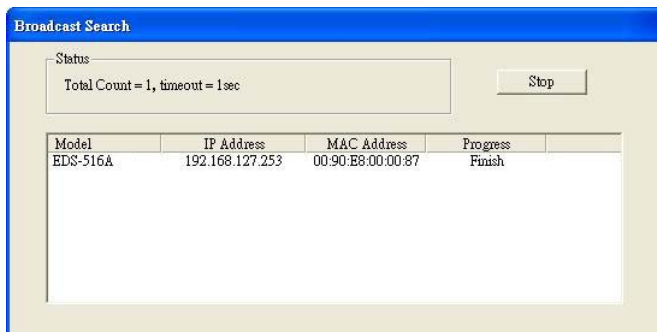 Broadcast Search
Status
Total Count = 1, timeout = 1sec
Stop
Model IP Address MAC Address Progress
EDS-516A 192.168.127.253 00:90:E8:00:00:87 Finish